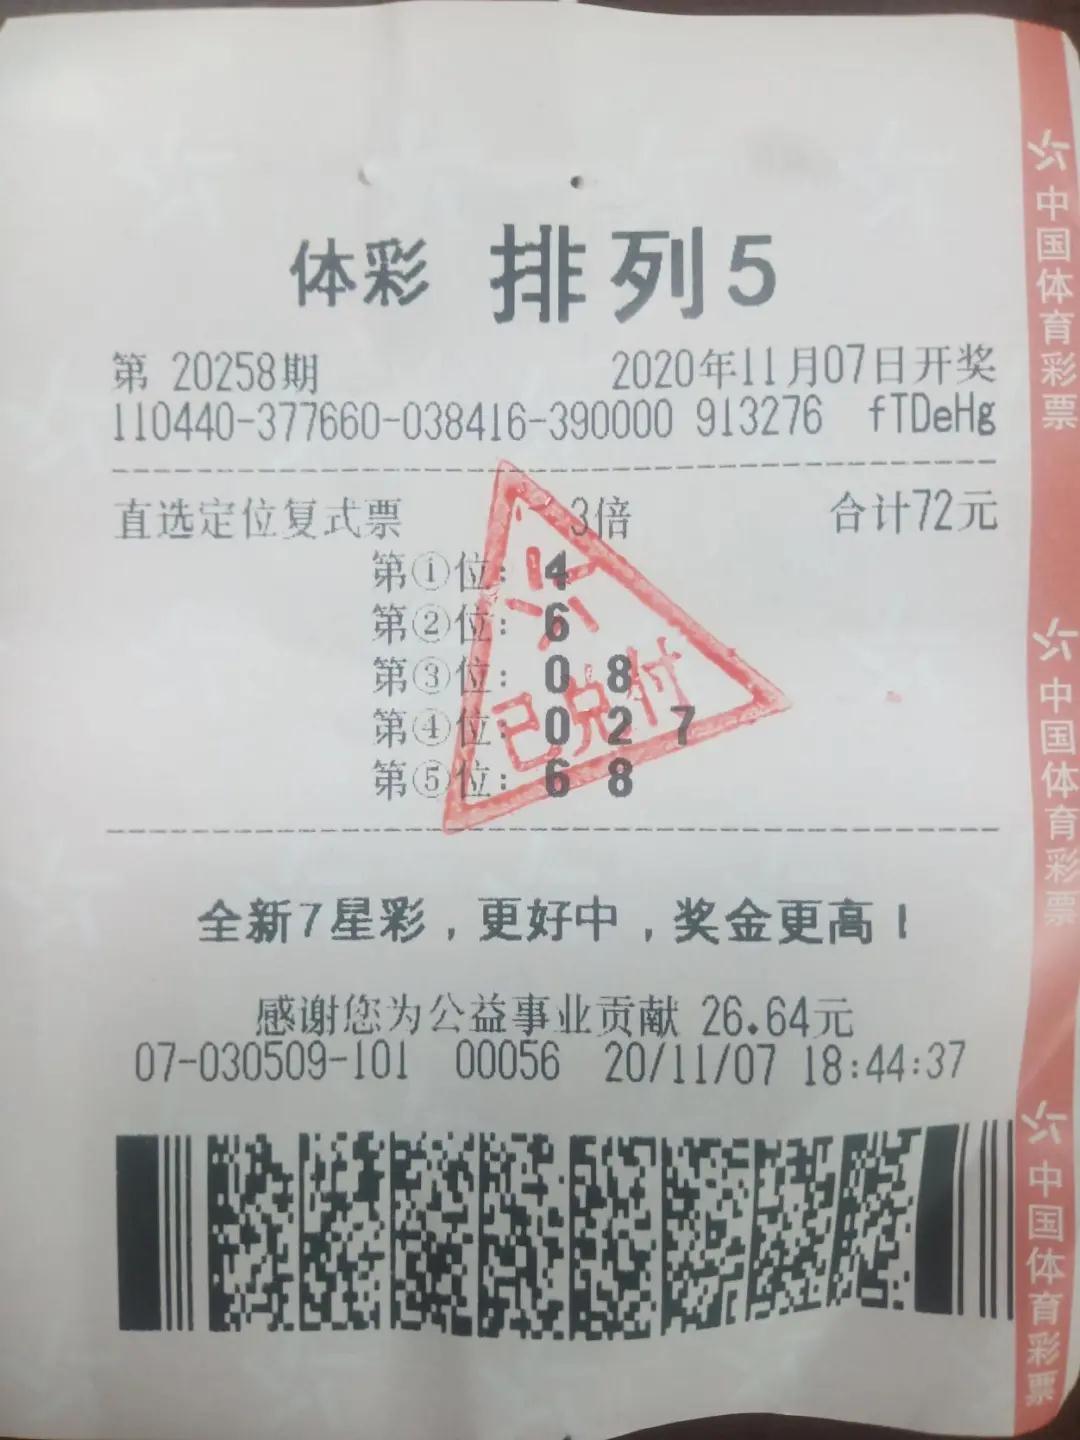 体彩 排列5
第 20258期 2020年11月07日开奖
110440-377660-038416-390000 913276 fTDeHg
直选定位复式票 3倍 合计72元
第①位: 4
第②位: 6
第③位: 0 8
第④位: 0 2 7
第⑤位: 6 8
已兑付
全新7星彩,更好中,奖金更高!
感谢您为公益事业贡献 26.64元
07-030509-101 00056 20/11/07 18:44:37
中国体育彩票
中国体育彩票
中国体育彩票